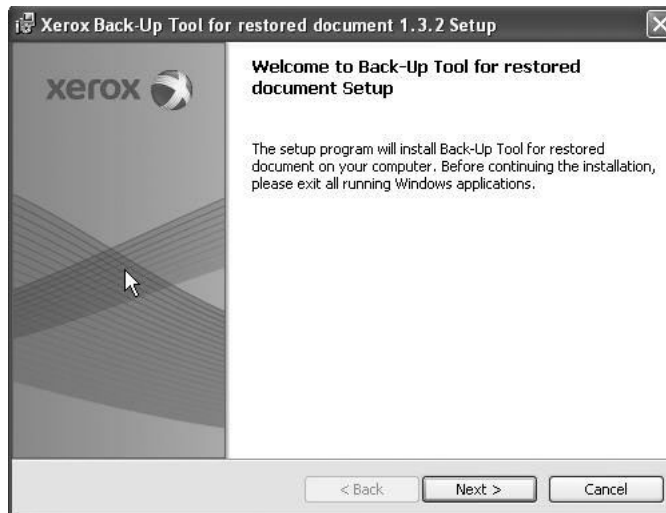 Xerox Back-Up Tool for restored document 1.3.2 Setup
xerox
Welcome to Back-Up Tool for restored
document Setup
The setup program will install Back-Up Tool for restored
document on your computer. Before continuing the installation,
please exit all running Windows applications.
< Back
Next >
Cancel